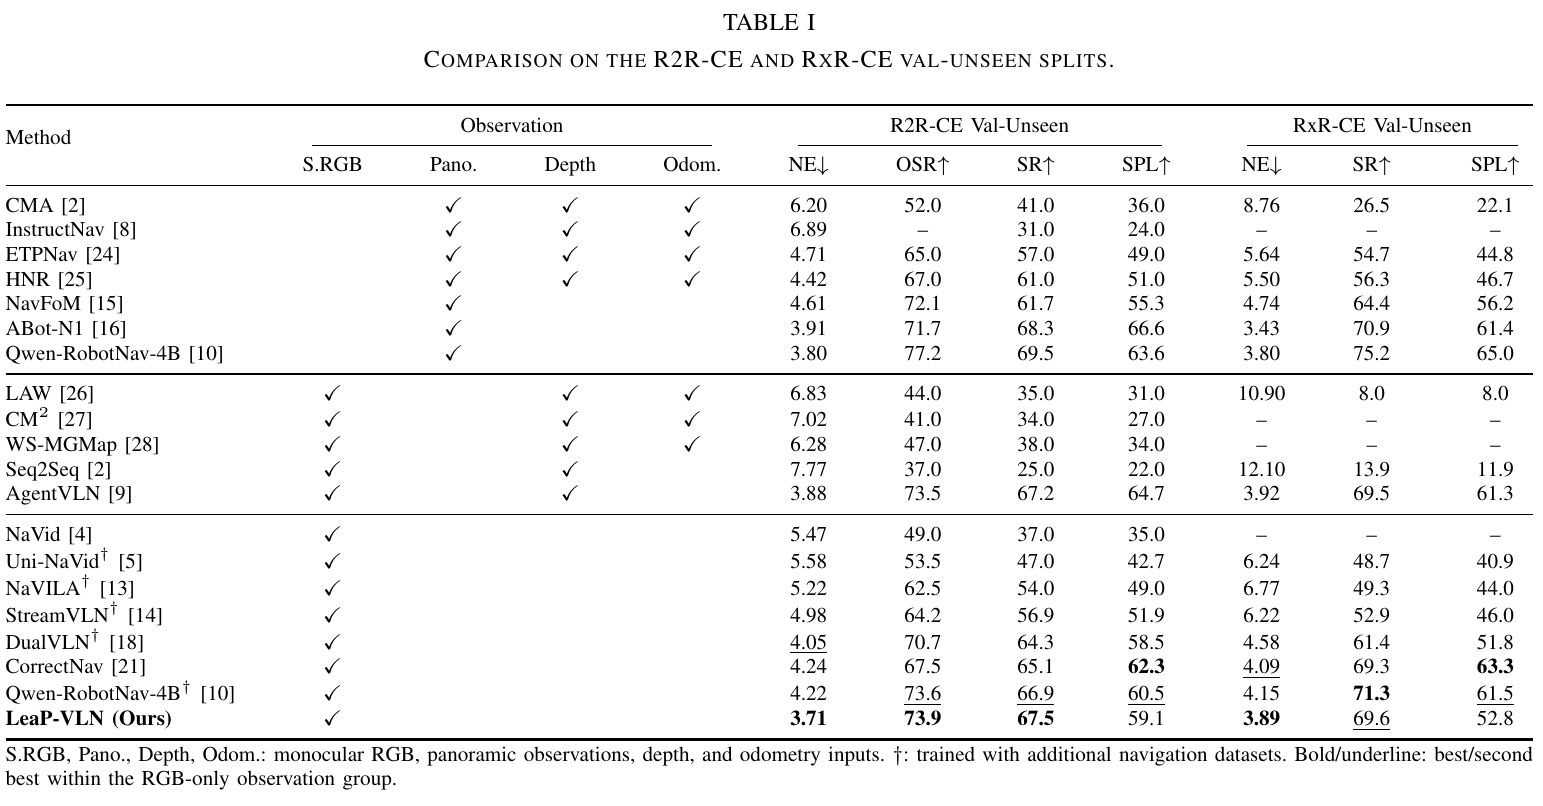 TABLE I
COMPARISON ON THE R2R-CE AND RXR-CE VAL-UNSEEN SPLITS.
Method Observation R2R-CE Val-Unseen RxR-CE Val-Unseen
S.RGB Pano. Depth Odom. NE↓ OSR↑ SR↑ SPL↑ NE↓ SR↑ SPL↑
CMA [2] ✓ ✓ ✓ 6.20 52.0 41.0 36.0 8.76 26.5 22.1
InstructNav [8] ✓ ✓ ✓ 6.89 – 31.0 24.0 – – –
ETPNav [24] ✓ ✓ ✓ 4.71 65.0 57.0 49.0 5.64 54.7 44.8
HNR [25] ✓ ✓ ✓ 4.42 67.0 61.0 51.0 5.50 56.3 46.7
NavFoM [15] ✓ 4.61 72.1 61.7 55.3 4.74 64.4 56.2
ABot-N1 [16] ✓ 3.91 71.7 68.3 66.6 3.43 70.9 61.4
Qwen-RobotNav-4B [10] ✓ 3.80 77.2 69.5 63.6 3.80 75.2 65.0
LAW [26] ✓ ✓ ✓ 6.83 44.0 35.0 31.0 10.90 8.0 8.0
CM² [27] ✓ ✓ ✓ 7.02 41.0 34.0 27.0 – – –
WS-MGMap [28] ✓ ✓ ✓ 6.28 47.0 38.0 34.0 – – –
Seq2Seq [2] ✓ ✓ 7.77 37.0 25.0 22.0 12.10 13.9 11.9
AgentVLN [9] ✓ ✓ 3.88 73.5 67.2 64.7 3.92 69.5 61.3
NaVid [4] ✓ 5.47 49.0 37.0 35.0 – – –
Uni-NaVid† [5] ✓ 5.58 53.5 47.0 42.7 6.24 48.7 40.9
NaVILA† [13] ✓ 5.22 62.5 54.0 49.0 6.77 49.3 44.0
StreamVLN† [14] ✓ 4.98 64.2 56.9 51.9 6.22 52.9 46.0
DualVLN† [18] ✓ 4.05 70.7 64.3 58.5 4.58 61.4 51.8
CorrectNav [21] ✓ 4.24 67.5 65.1 62.3 4.09 69.3 63.3
Qwen-RobotNav-4B† [10] ✓ 4.22 73.6 66.9 60.5 4.15 71.3 61.5
LeaP-VLN (Ours) ✓ 3.71 73.9 67.5 59.1 3.89 69.6 52.8
S.RGB, Pano., Depth, Odom.: monocular RGB, panoramic observations, depth, and odometry inputs. †: trained with additional navigation datasets. Bold/underline: best/second
best within the RGB-only observation group.